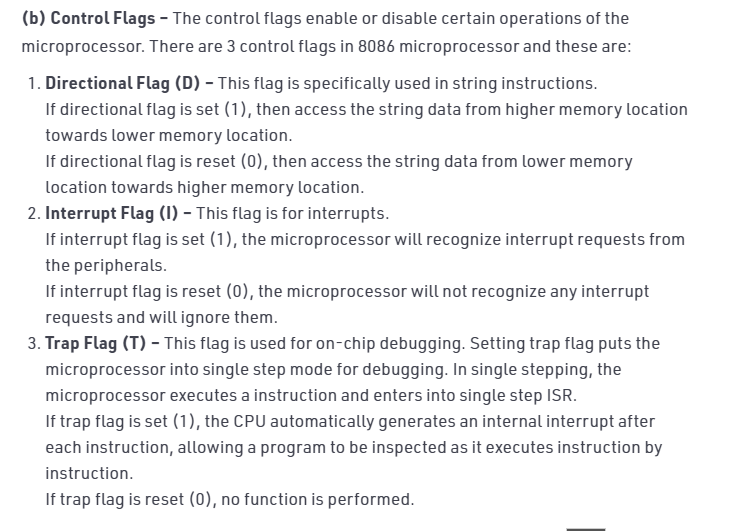 (b) Control Flags – The control flags enable or disable certain operations of the
microprocessor. There are 3 control flags in 8086 microprocessor and these are:
1. Directional Flag (D) – This flag is specifically used in string instructions.
If directional flag is set (1), then access the string data from higher memory location
towards lower memory location.
If directional flag is reset (0), then access the string data from lower memory
location towards higher memory location.
2. Interrupt Flag (I) – This flag is for interrupts.
If interrupt flag is set (1), the microprocessor will recognize interrupt requests from
the peripherals.
If interrupt flag is reset (0), the microprocessor will not recognize any interrupt
requests and will ignore them.
3. Trap Flag (T) – This flag is used for on-chip debugging. Setting trap flag puts the
microprocessor into single step mode for debugging. In single stepping, the
microprocessor executes a instruction and enters into single step ISR.
If trap flag is set (1), the CPU automatically generates an internal interrupt after
each instruction, allowing a program to be inspected as it executes instruction by
instruction.
If trap flag is reset (0), no function is performed.